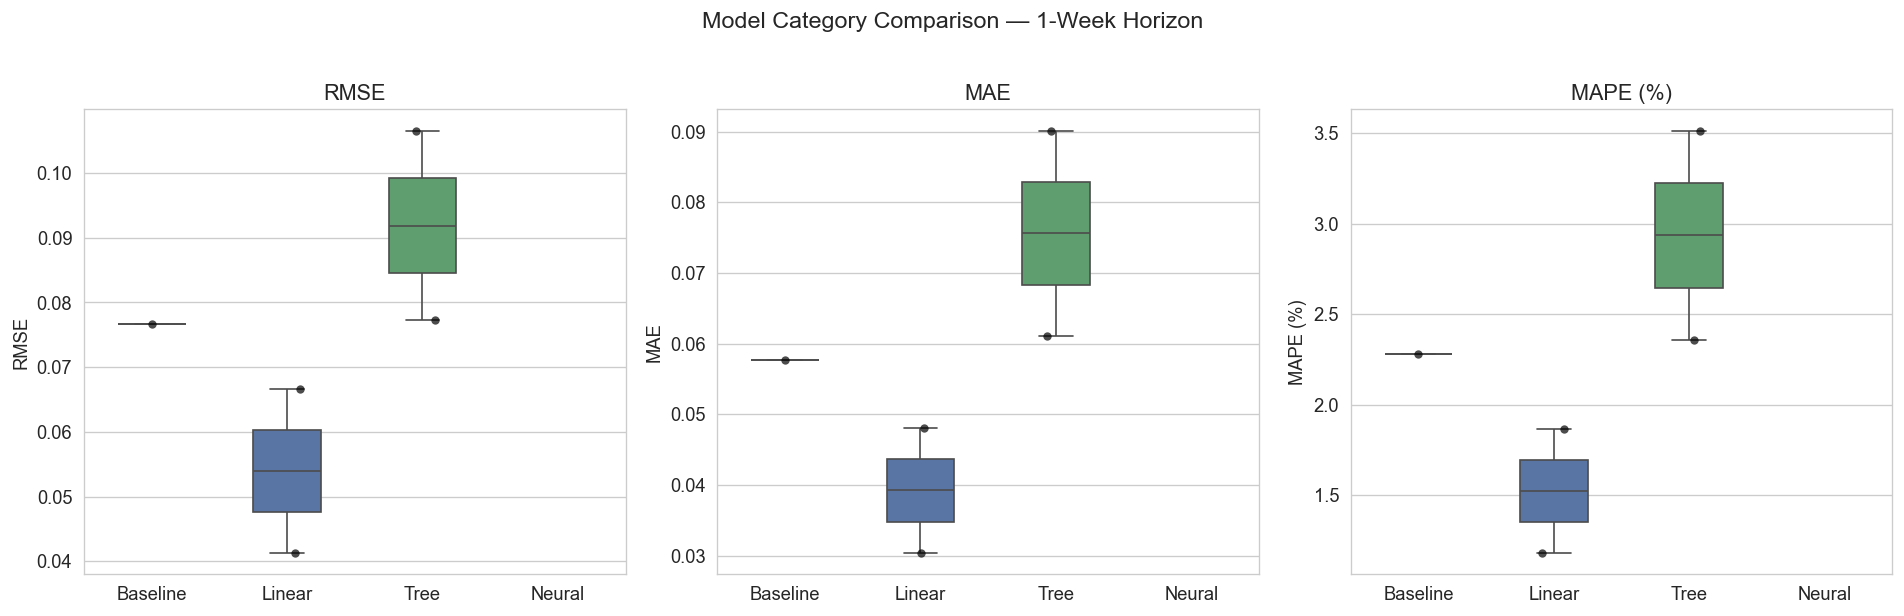 Model Category Comparison — 1-Week Horizon
RMSE
RMSE
0.10
0.09
0.08
0.07
0.06
0.05
0.04
Baseline Linear Tree Neural
MAE
MAE
0.09
0.08
0.07
0.06
0.05
0.04
0.03
Baseline Linear Tree Neural
MAPE (%)
MAPE (%)
3.5
3.0
2.5
2.0
1.5
Baseline Linear Tree Neural